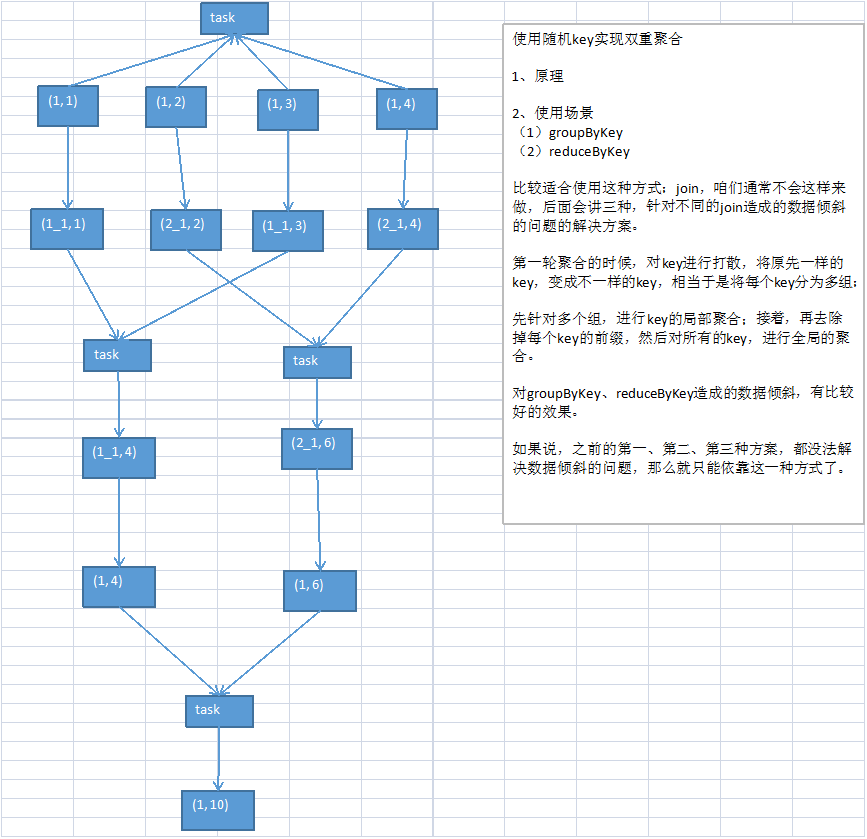 task
(1,1)
(1,2)
(1,3)
(1,4)
(1_1,1)
(2_1,2)
(1_1,3)
(2_1,4)
task
task
(1_1,4)
(2_1,6)
(1,4)
(1,6)
task
(1,10)
使用随机key实现双重聚合
1、原理
2、使用场景
（1）groupByKey
（2）reduceByKey
比较适合使用这种方式；join，咱们通常不会这样来
做，后面会讲三种，针对不同的join造成的数据倾斜
的问题的解决方案。
第一轮聚合的时候，对key进行打散，将原先一样的
key，变成不一样的key，相当于是将每个key分为多组；
先针对多个组，进行key的局部聚合；接着，再去除
掉每个key的前缀，然后对所有的key，进行全局的聚
合。
对groupByKey、reduceByKey造成的数据倾斜，有比较
好的效果。
如果说，之前的第一、第二、第三种方案，都没法解
决数据倾斜的问题，那么就只能依靠这一种方式了。